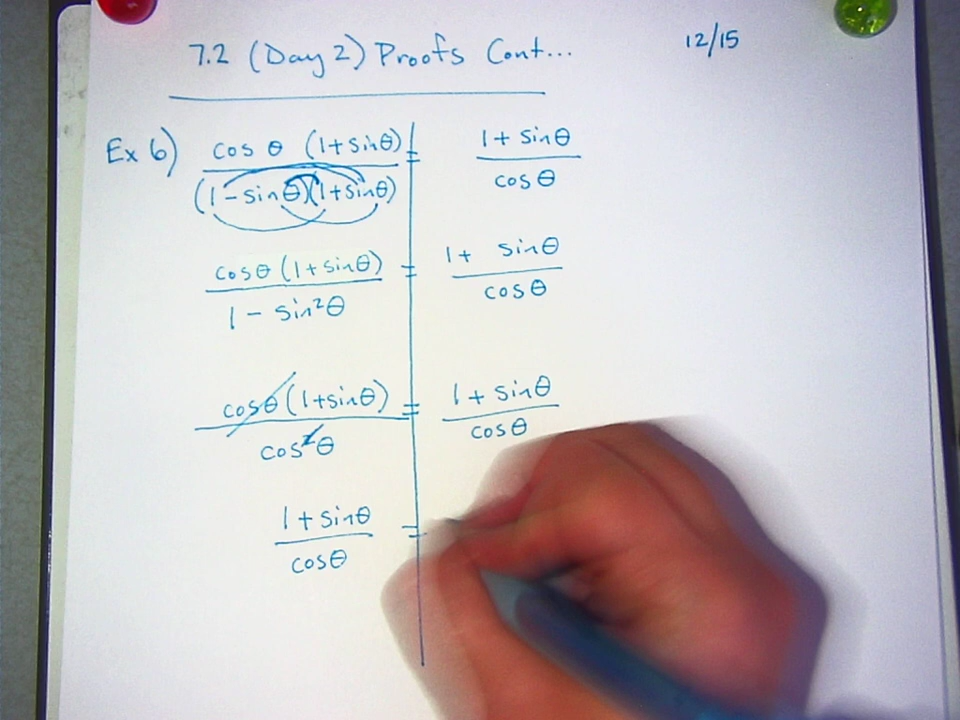 7.2 (Day 2) Proofs Cont... 12/15
Ex 6) cos θ (1+sinθ) = 1 + sinθ
(1-sinθ)(1+sinθ) cosθ
cosθ (1+sinθ) = 1 + sinθ
1 - sin²θ cosθ
cosθ (1+sinθ) = 1 + sinθ
cos²θ cosθ
1 + sinθ =
cosθ